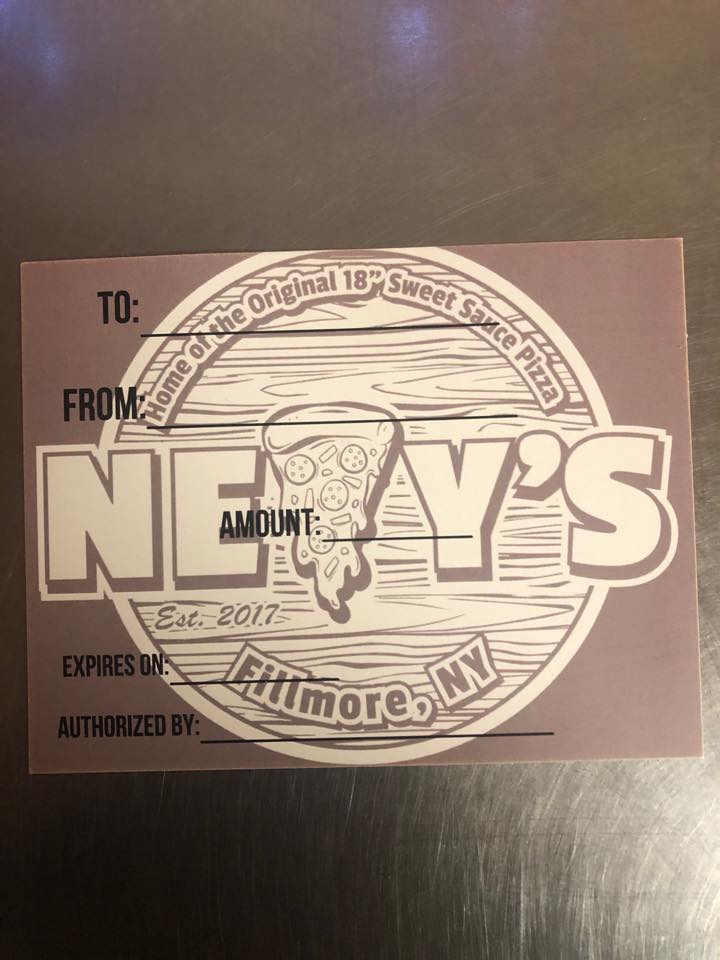 Home of the Original 18” Sweet Sauce Pizza
TO:
FROM:
NE Y'S
AMOUNT:
Est. 2017
EXPIRES ON:
Fillmore, NY
AUTHORIZED BY: